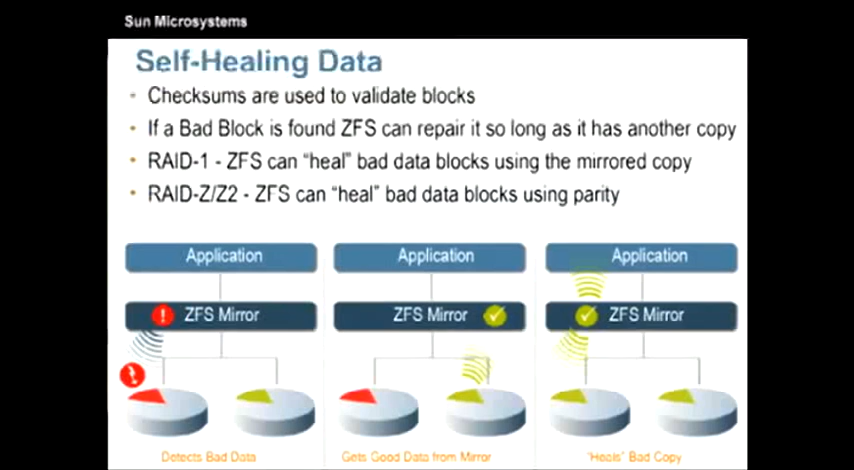 Sun Microsystems
Self-Healing Data
Checksums are used to validate blocks
If a Bad Block is found ZFS can repair it so long as it has another copy
RAID-1 - ZFS can "heal" bad data blocks using the mirrored copy
RAID-Z/Z2 - ZFS can "heal" bad data blocks using parity
Application
Application
Application
ZFS Mirror
ZFS Mirror
ZFS Mirror
Detects Bad Data
Gets Good Data from Mirror
"Heals" Bad Copy